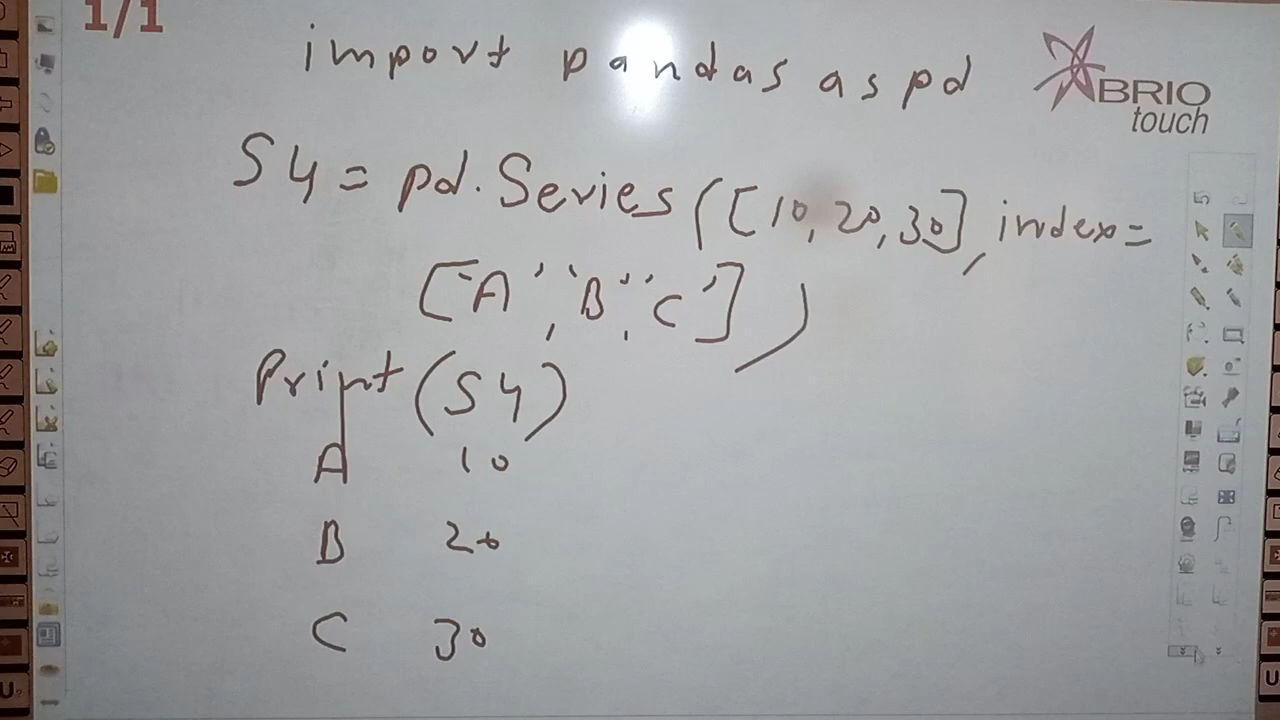 1/1
import pandas as pd
BRIO
touch
S4 = pd.Series([10,20,30], index=
['A','B','C'])
Print(S4)
A 10
B 20
C 30